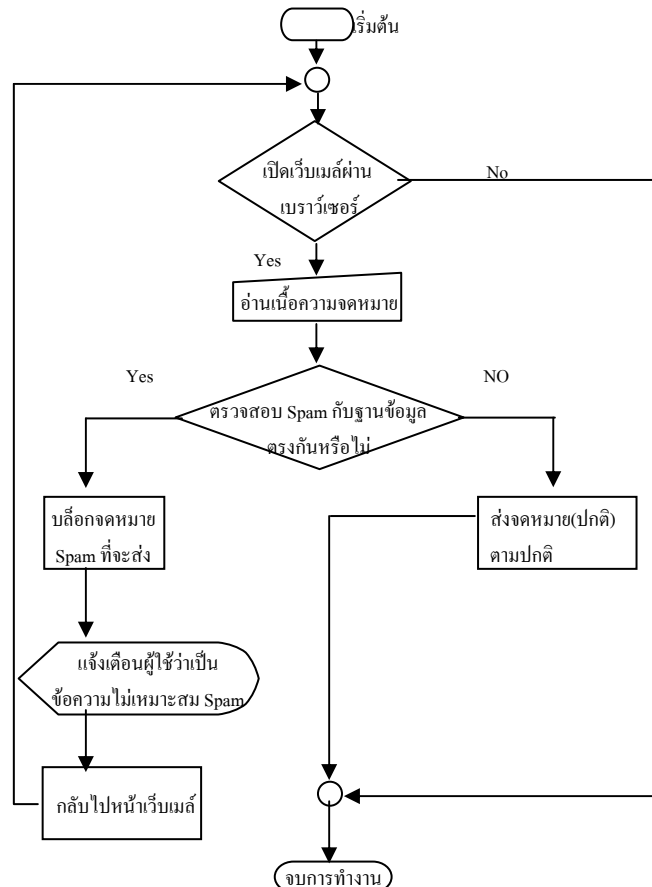 เริ่มต้น
เปิดเว็บเมล์ผ่าน
เบราว์เซอร์
No
Yes
อ่านเนื้อความจดหมาย
Yes
NO
ตรวจสอบ Spam กับฐานข้อมูล
ตรงกันหรือไม่
บล็อกจดหมาย
Spam ที่จะส่ง
ส่งจดหมาย(ปกติ)
ตามปกติ
แจ้งเตือนผู้ใช้ว่าเป็น
ข้อความไม่เหมาะสม Spam
กลับไปหน้าเว็บเมล์
จบการทำงาน